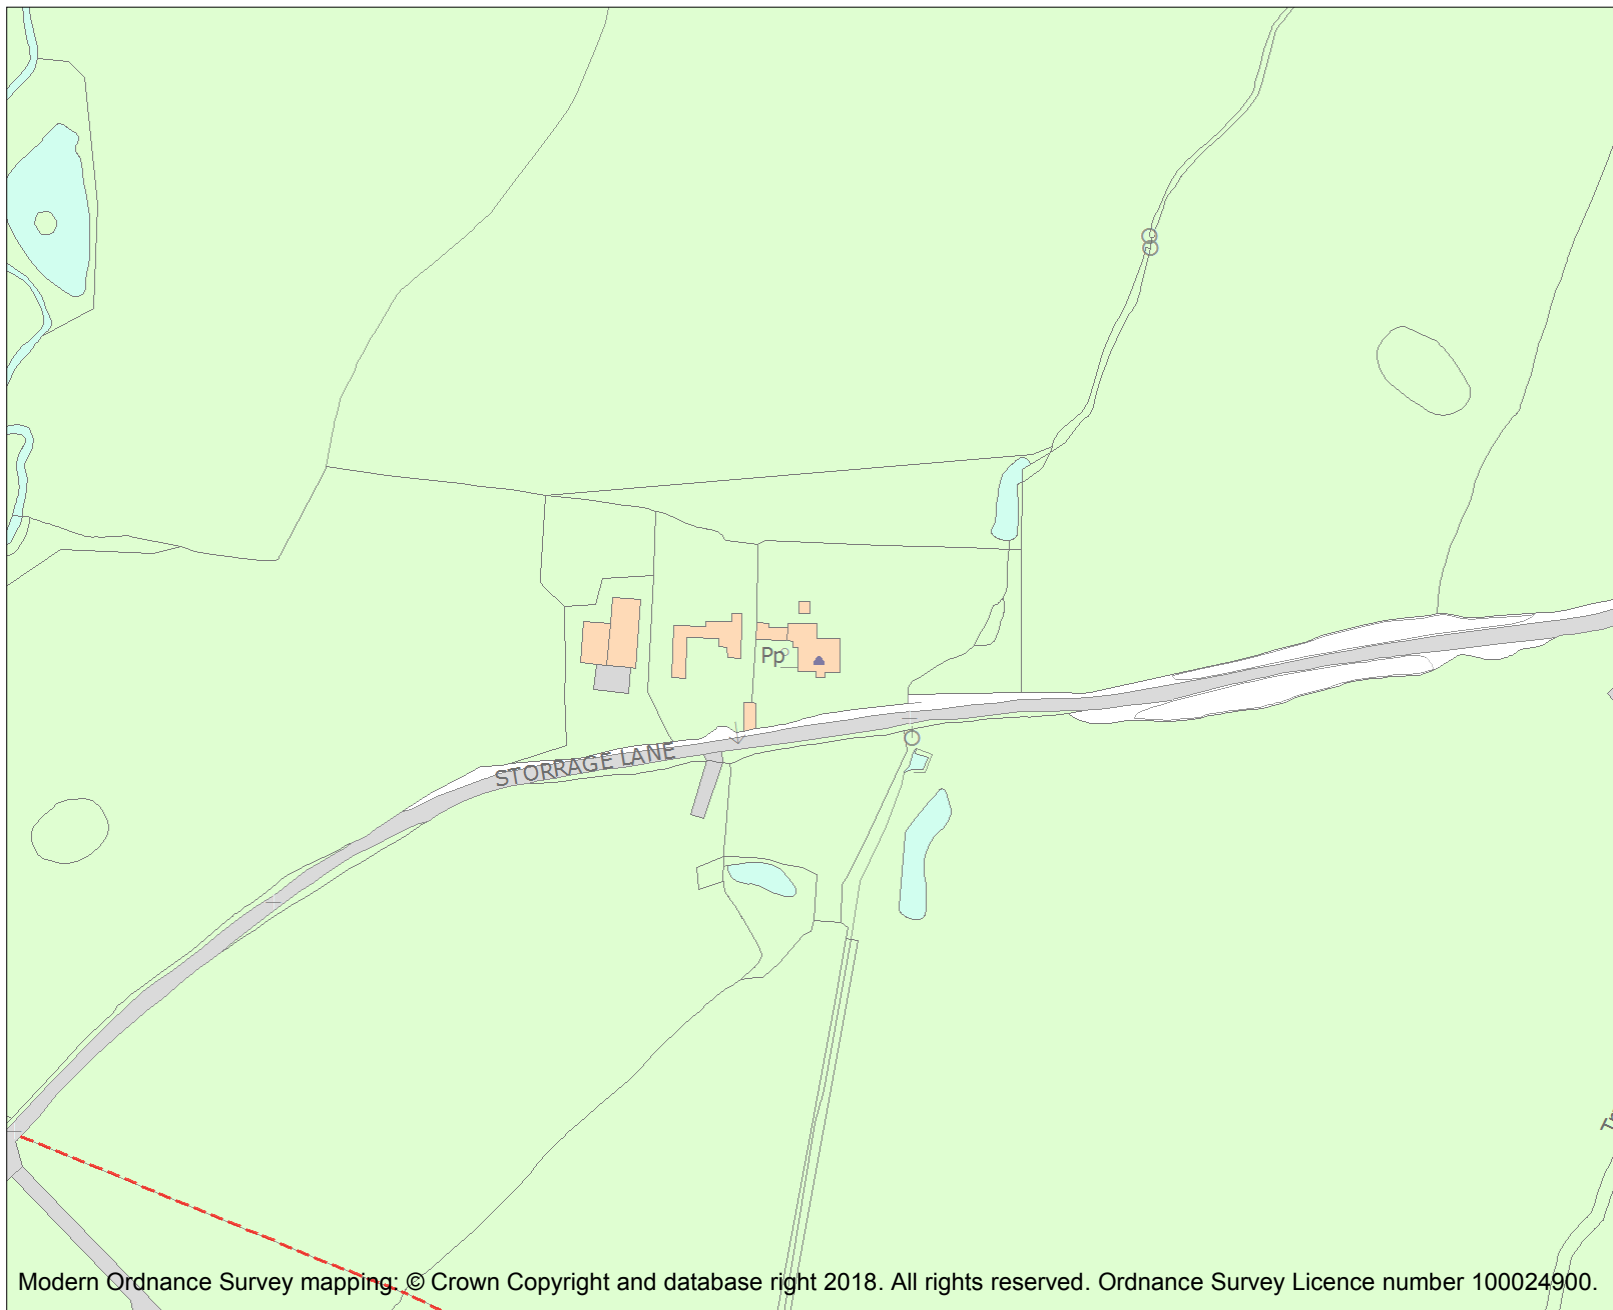 Pp
STORRAGE LANE
Modern Ordnance Survey mapping: © Crown Copyright and database right 2018. All rights reserved. Ordnance Survey Licence number 100024900.